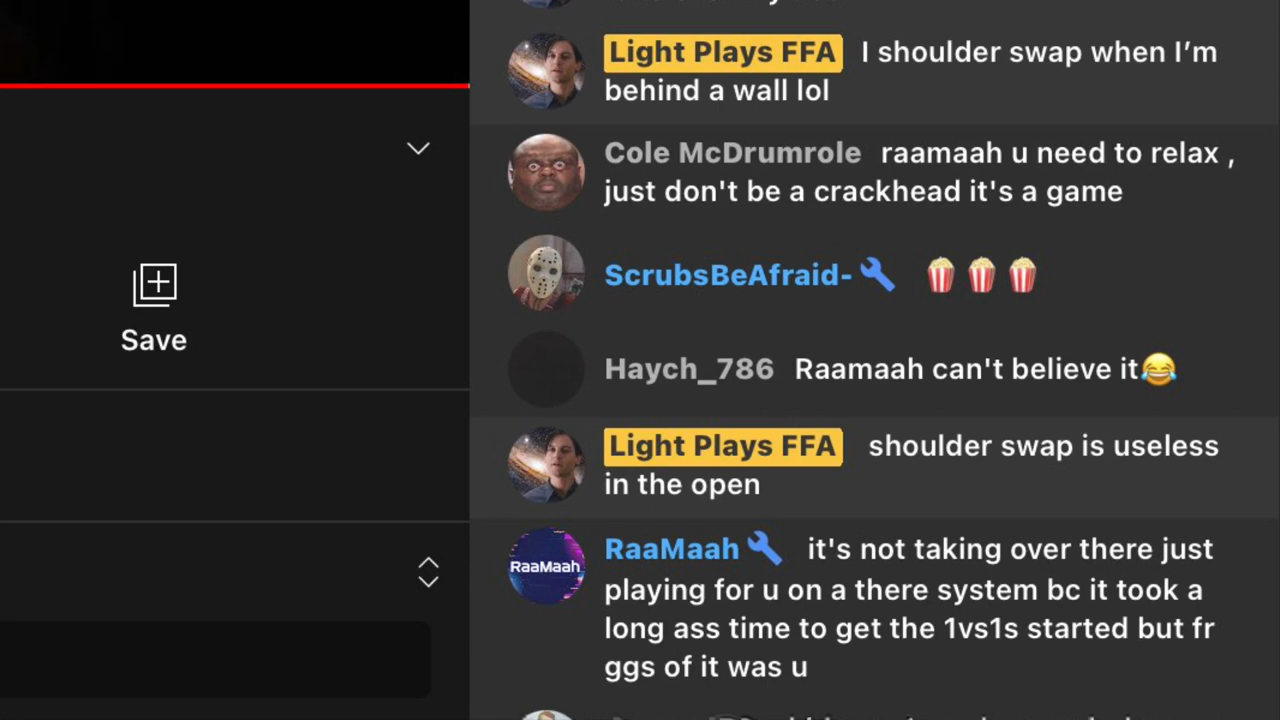 Light Plays FFA I shoulder swap when I’m
behind a wall lol
Cole McDrumrole raamaah u need to relax ,
just don't be a crackhead it's a game
ScrubsBeAfraid-🔧 🍿🍿🍿
Save
Haych_786 Raamaah can't believe it😂
Light Plays FFA shoulder swap is useless
in the open
RaaMaah
RaaMaah🔧 it's not taking over there just
playing for u on a there system bc it took a
long ass time to get the 1vs1s started but fr
ggs of it was u